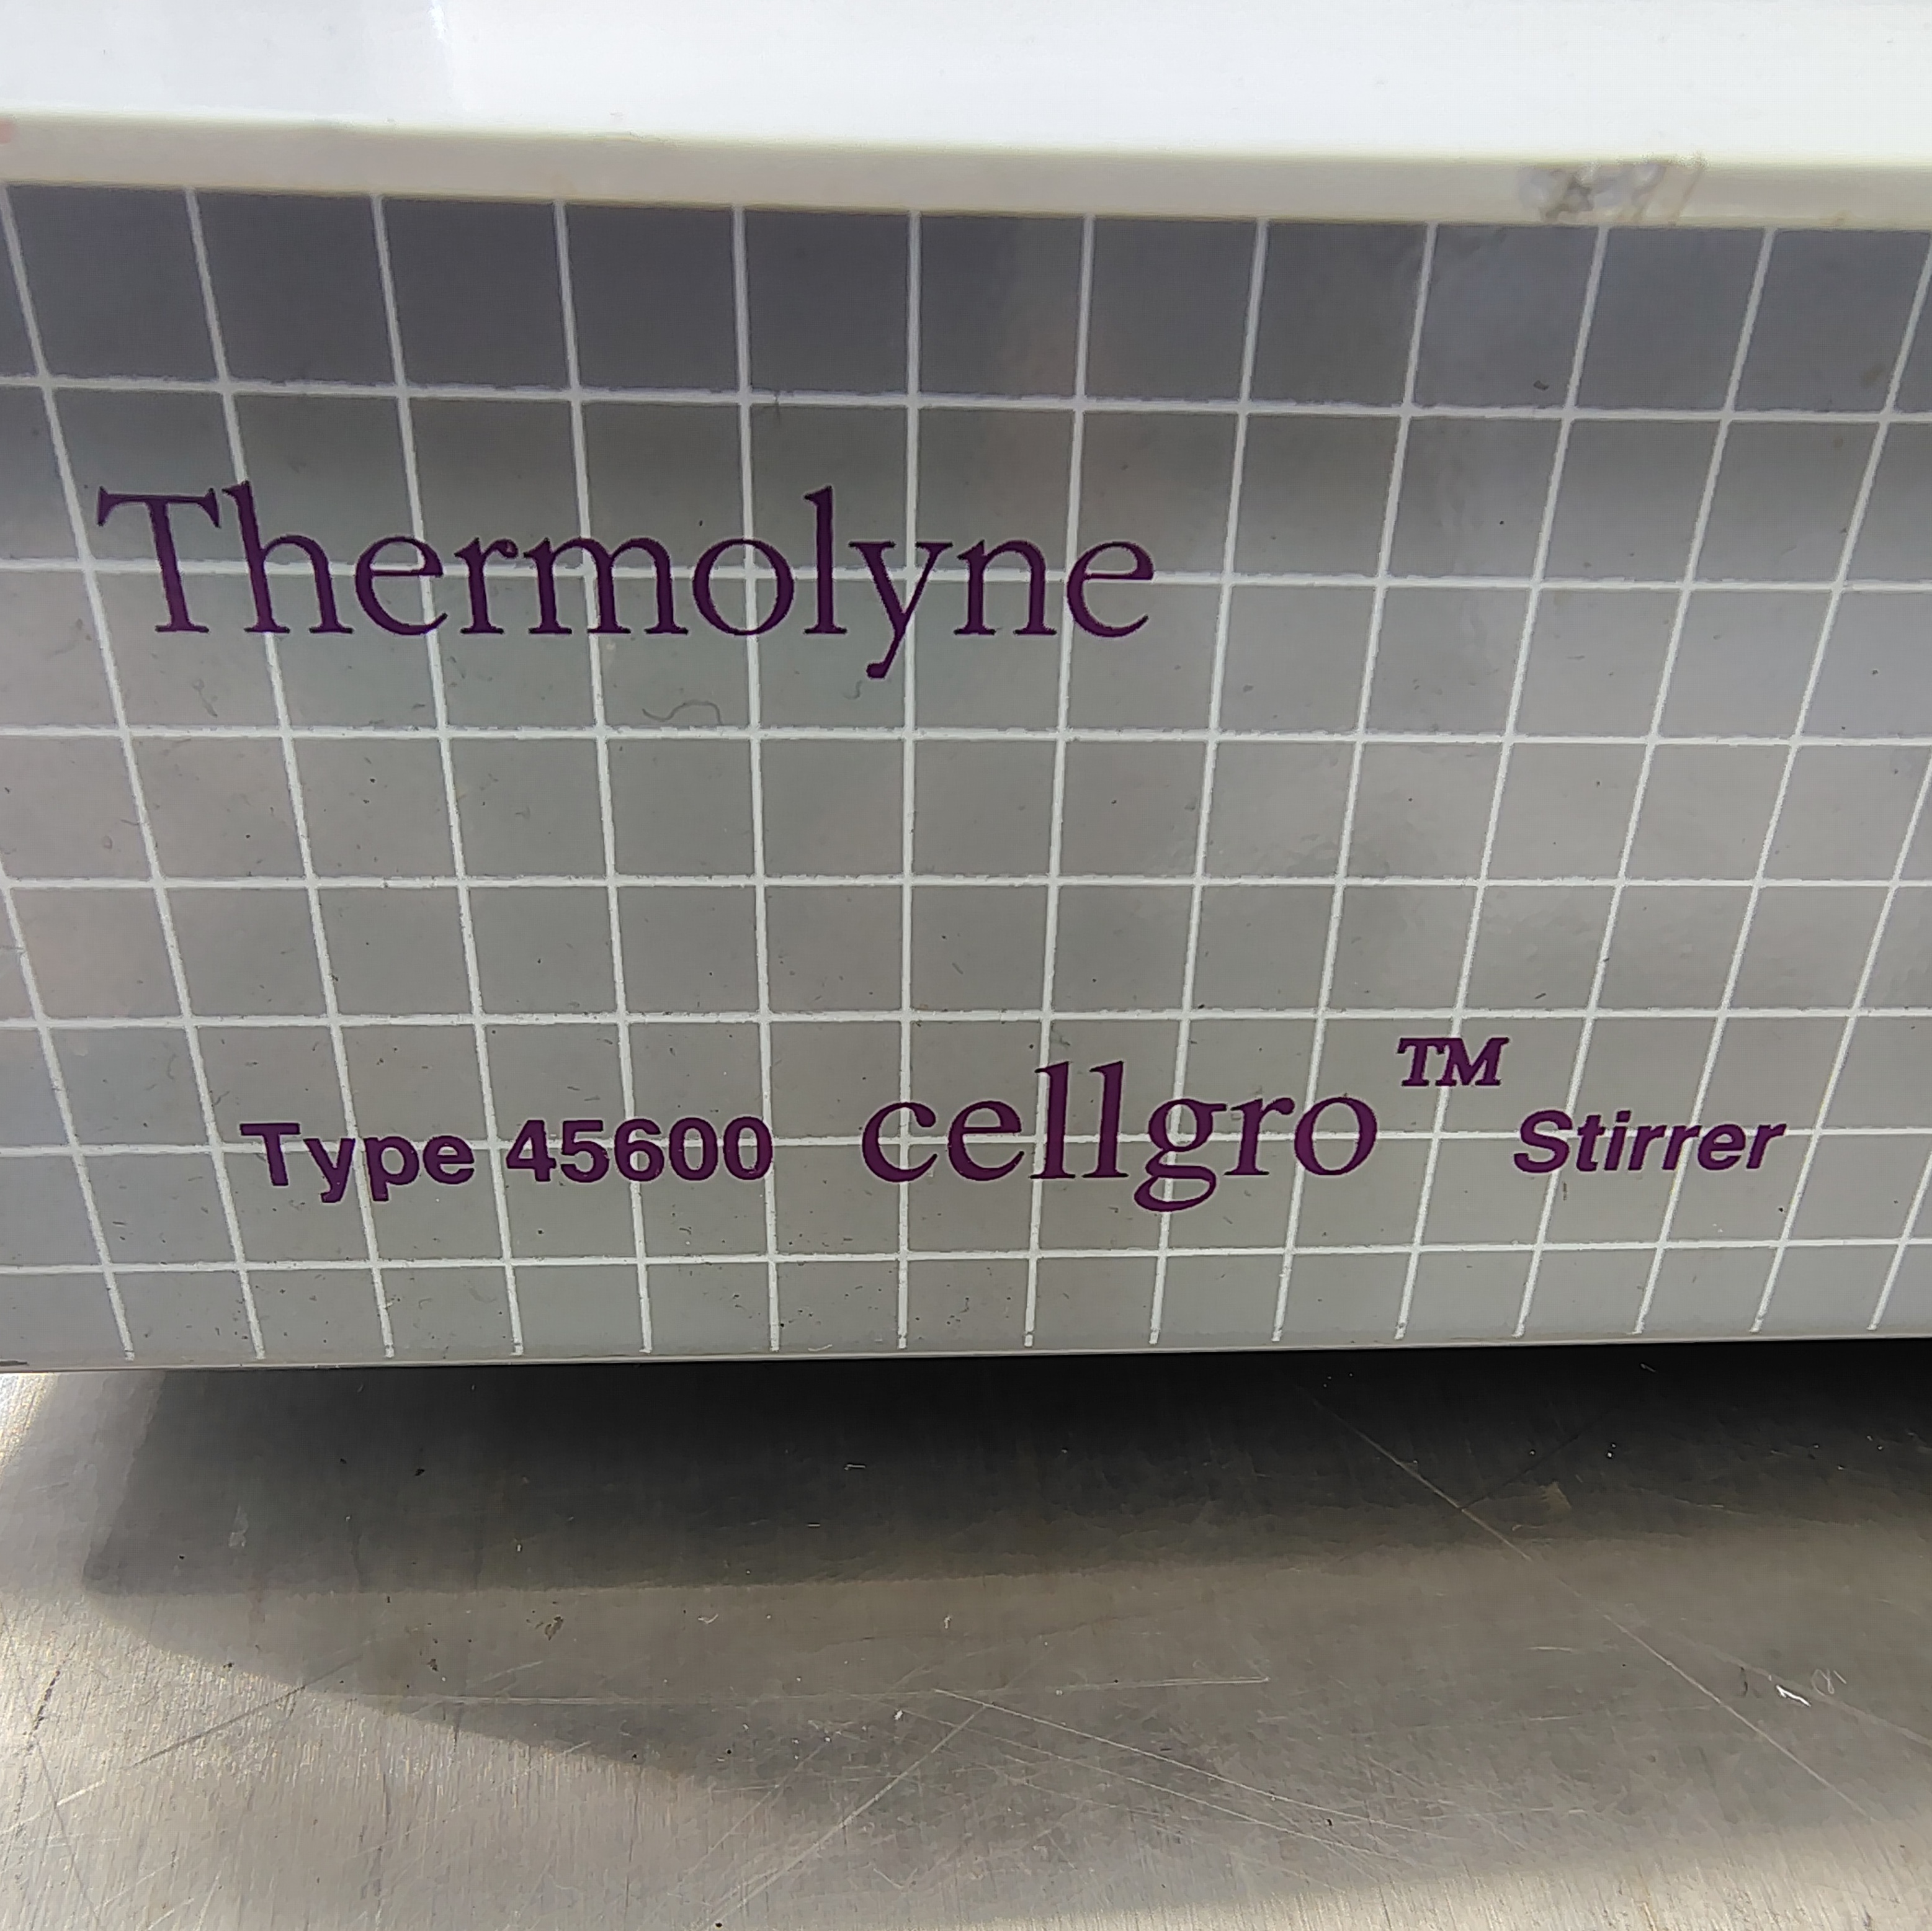 Thermolyne
Type 45600 cellgro™ Stirrer